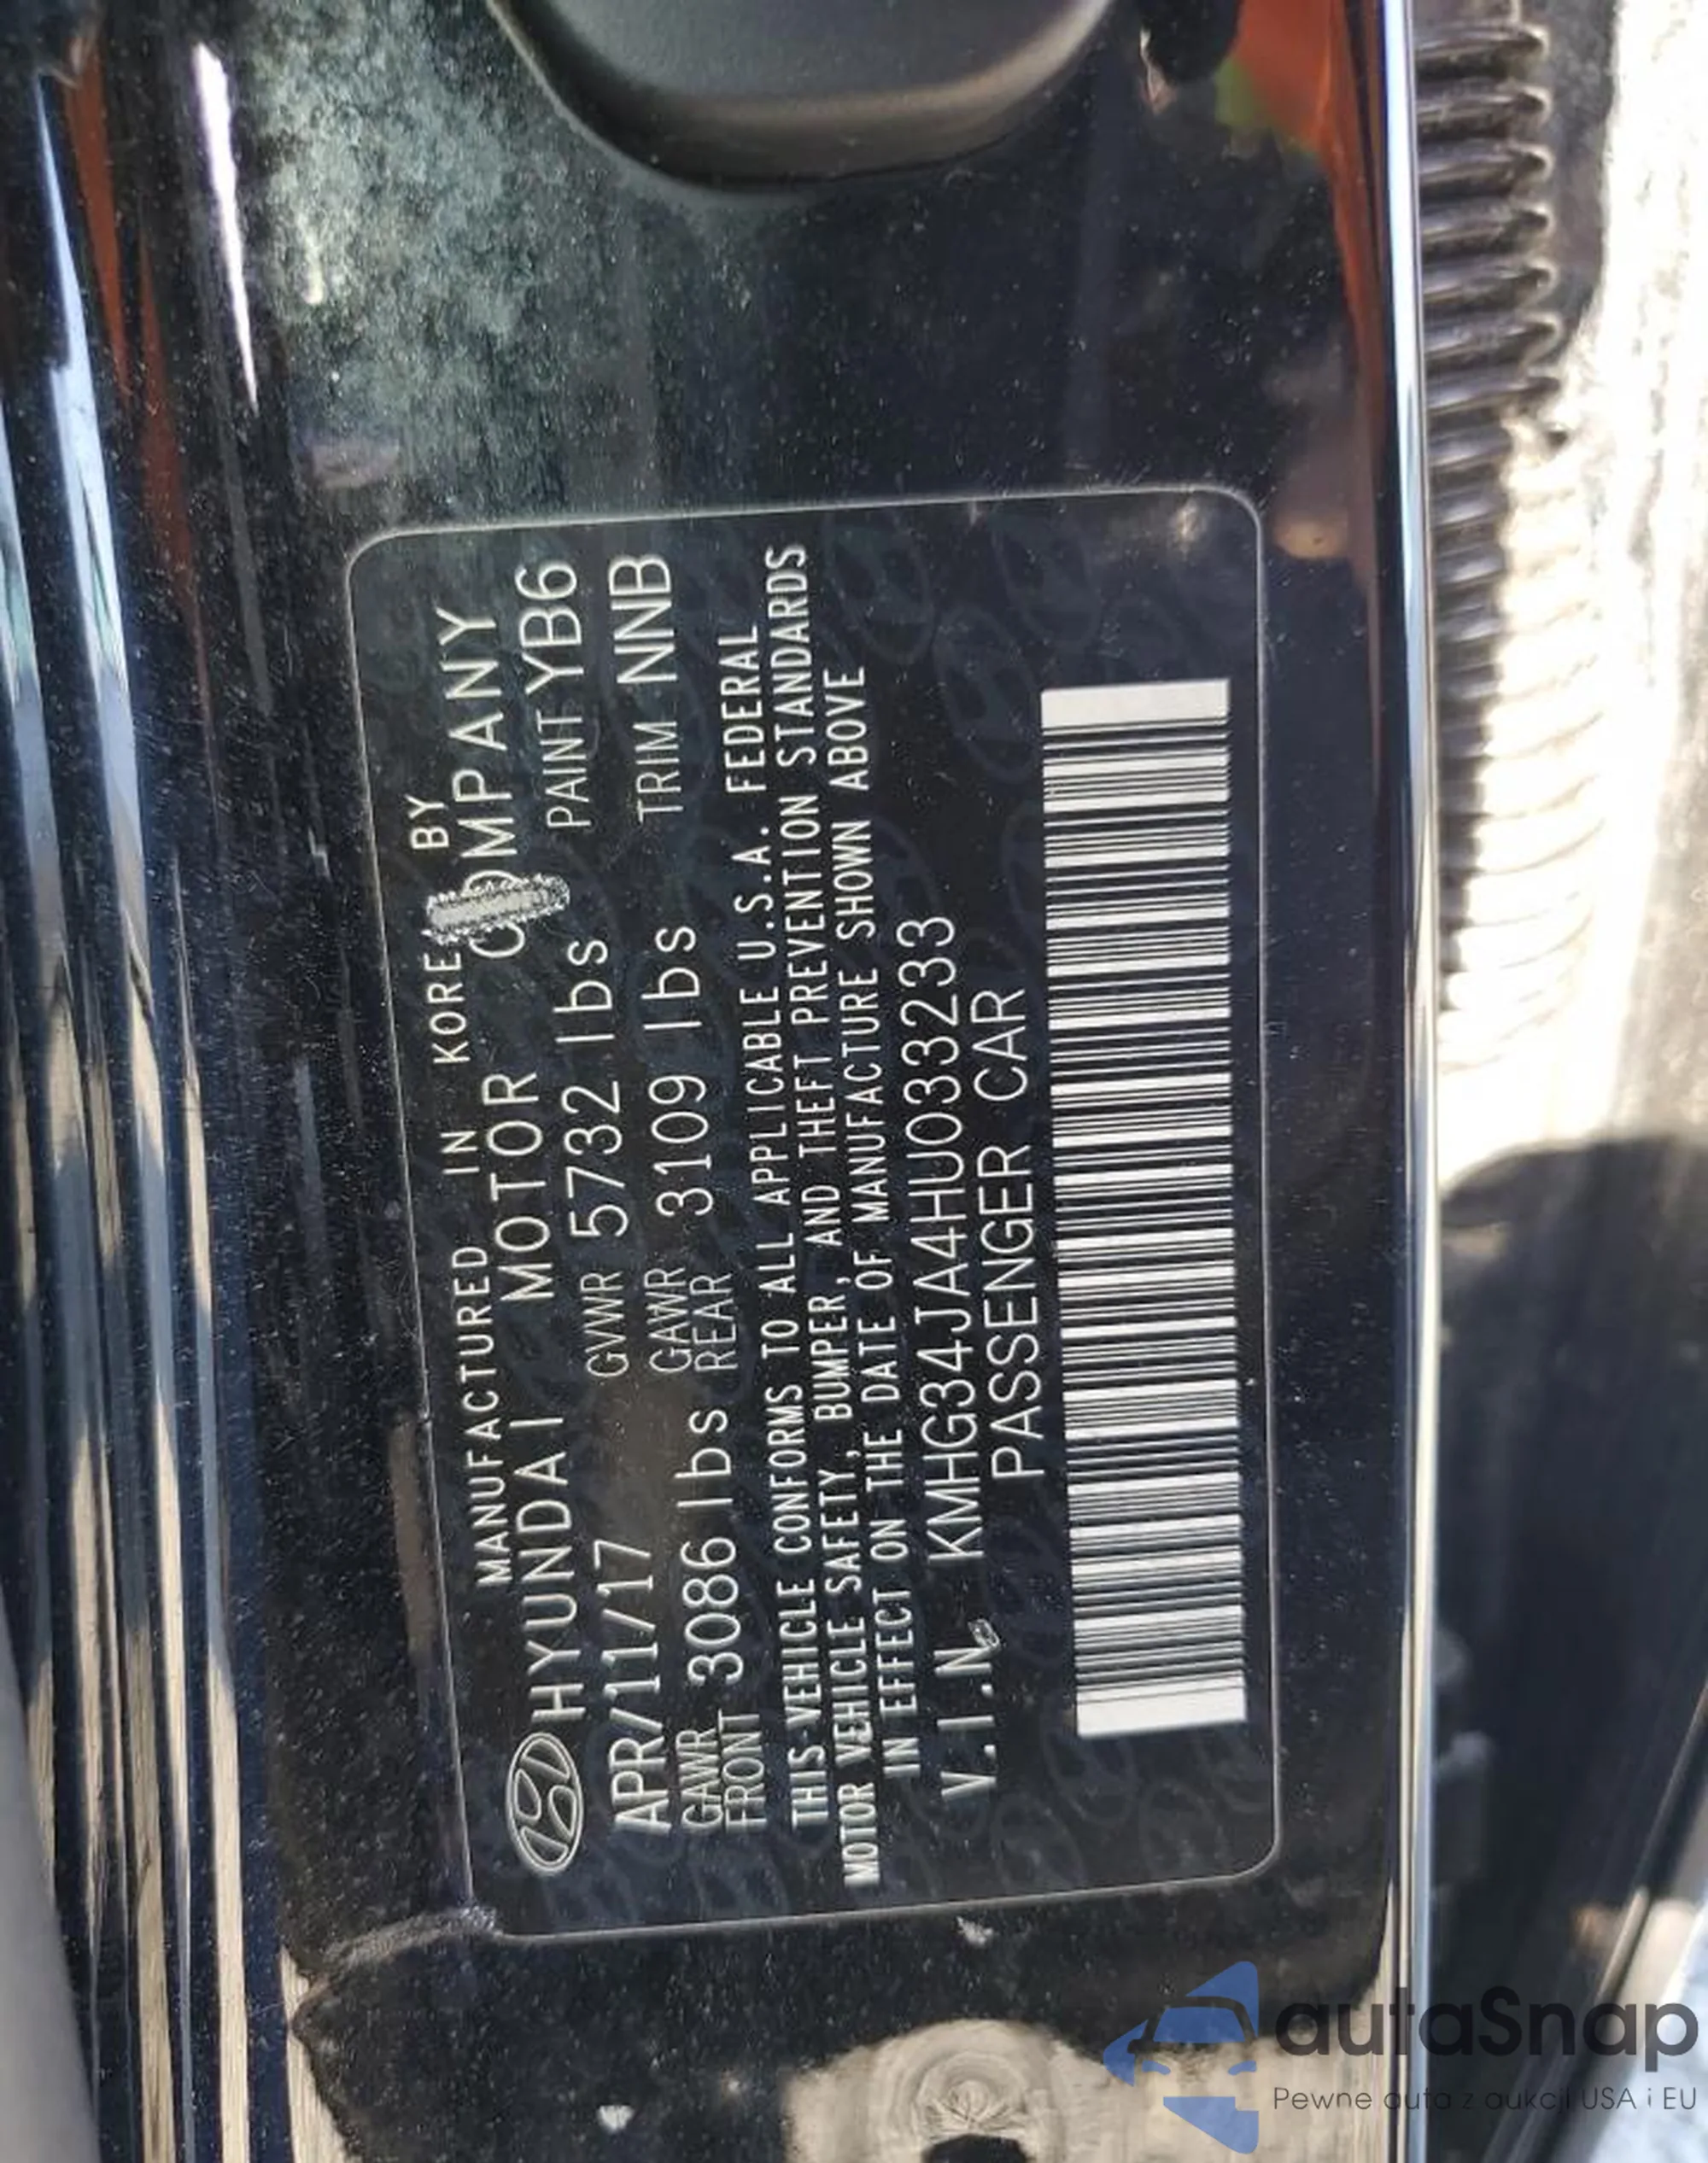 MANUFACTURED IN KOREA BY
HYUNDAI MOTOR COMPANY
APR/11/17 GVWR 5732 lbs PAINT YB6
GAWR FRONT 3086 lbs GAWR REAR 3109 lbs TRIM NNB
THIS VEHICLE CONFORMS TO ALL APPLICABLE U.S.A. FEDERAL
MOTOR VEHICLE SAFETY, BUMPER, AND THEFT PREVENTION STANDARDS
IN EFFECT ON THE DATE OF MANUFACTURE SHOWN ABOVE
V.I.N. KMHG34JA4HU033233
PASSENGER CAR
autaSnap
Pewne auta z aukcji USA i EU